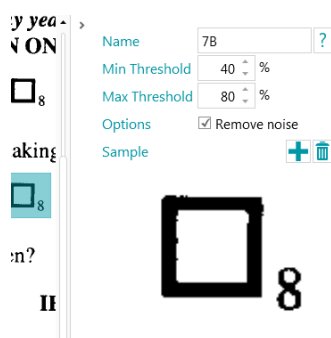 y yea
N ON
8
aking
8
en?
IF
Name 7B ?
Min Threshold 40 %
Max Threshold 80 %
Options Remove noise
Sample
8